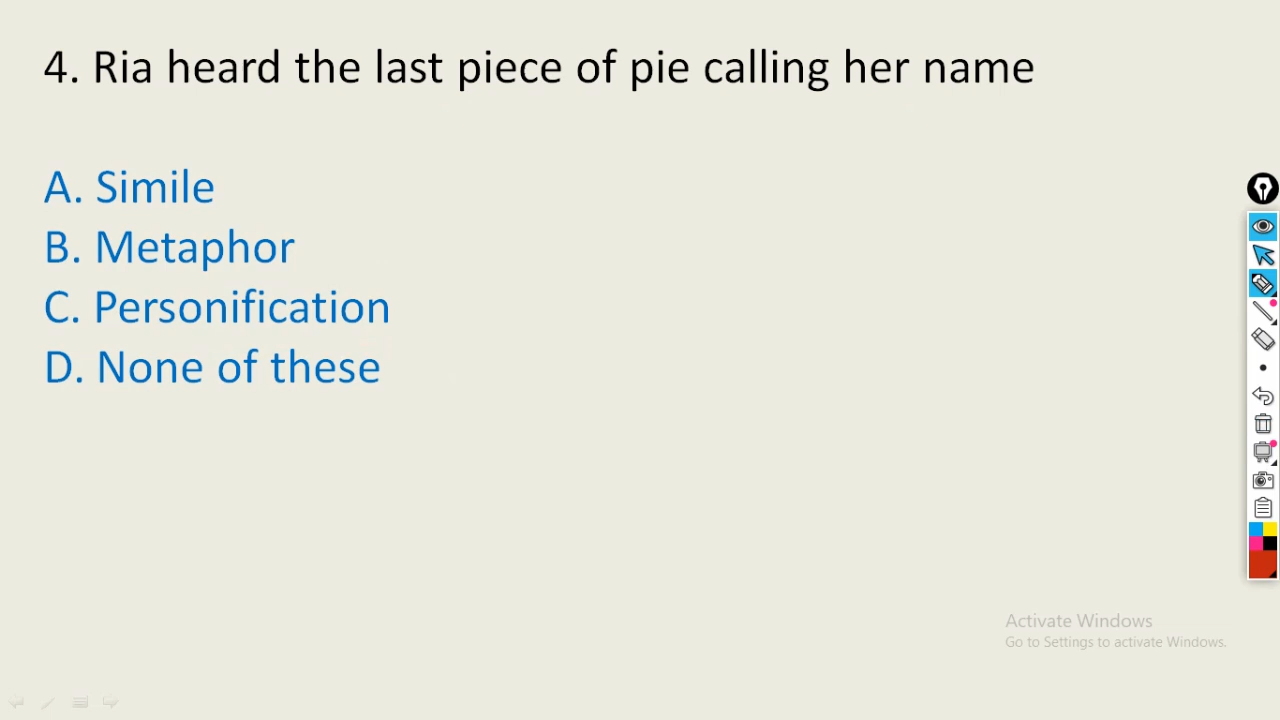 4. Ria heard the last piece of pie calling her name
A. Simile
B. Metaphor
C. Personification
D. None of these
Activate Windows
Go to Settings to activate Windows.